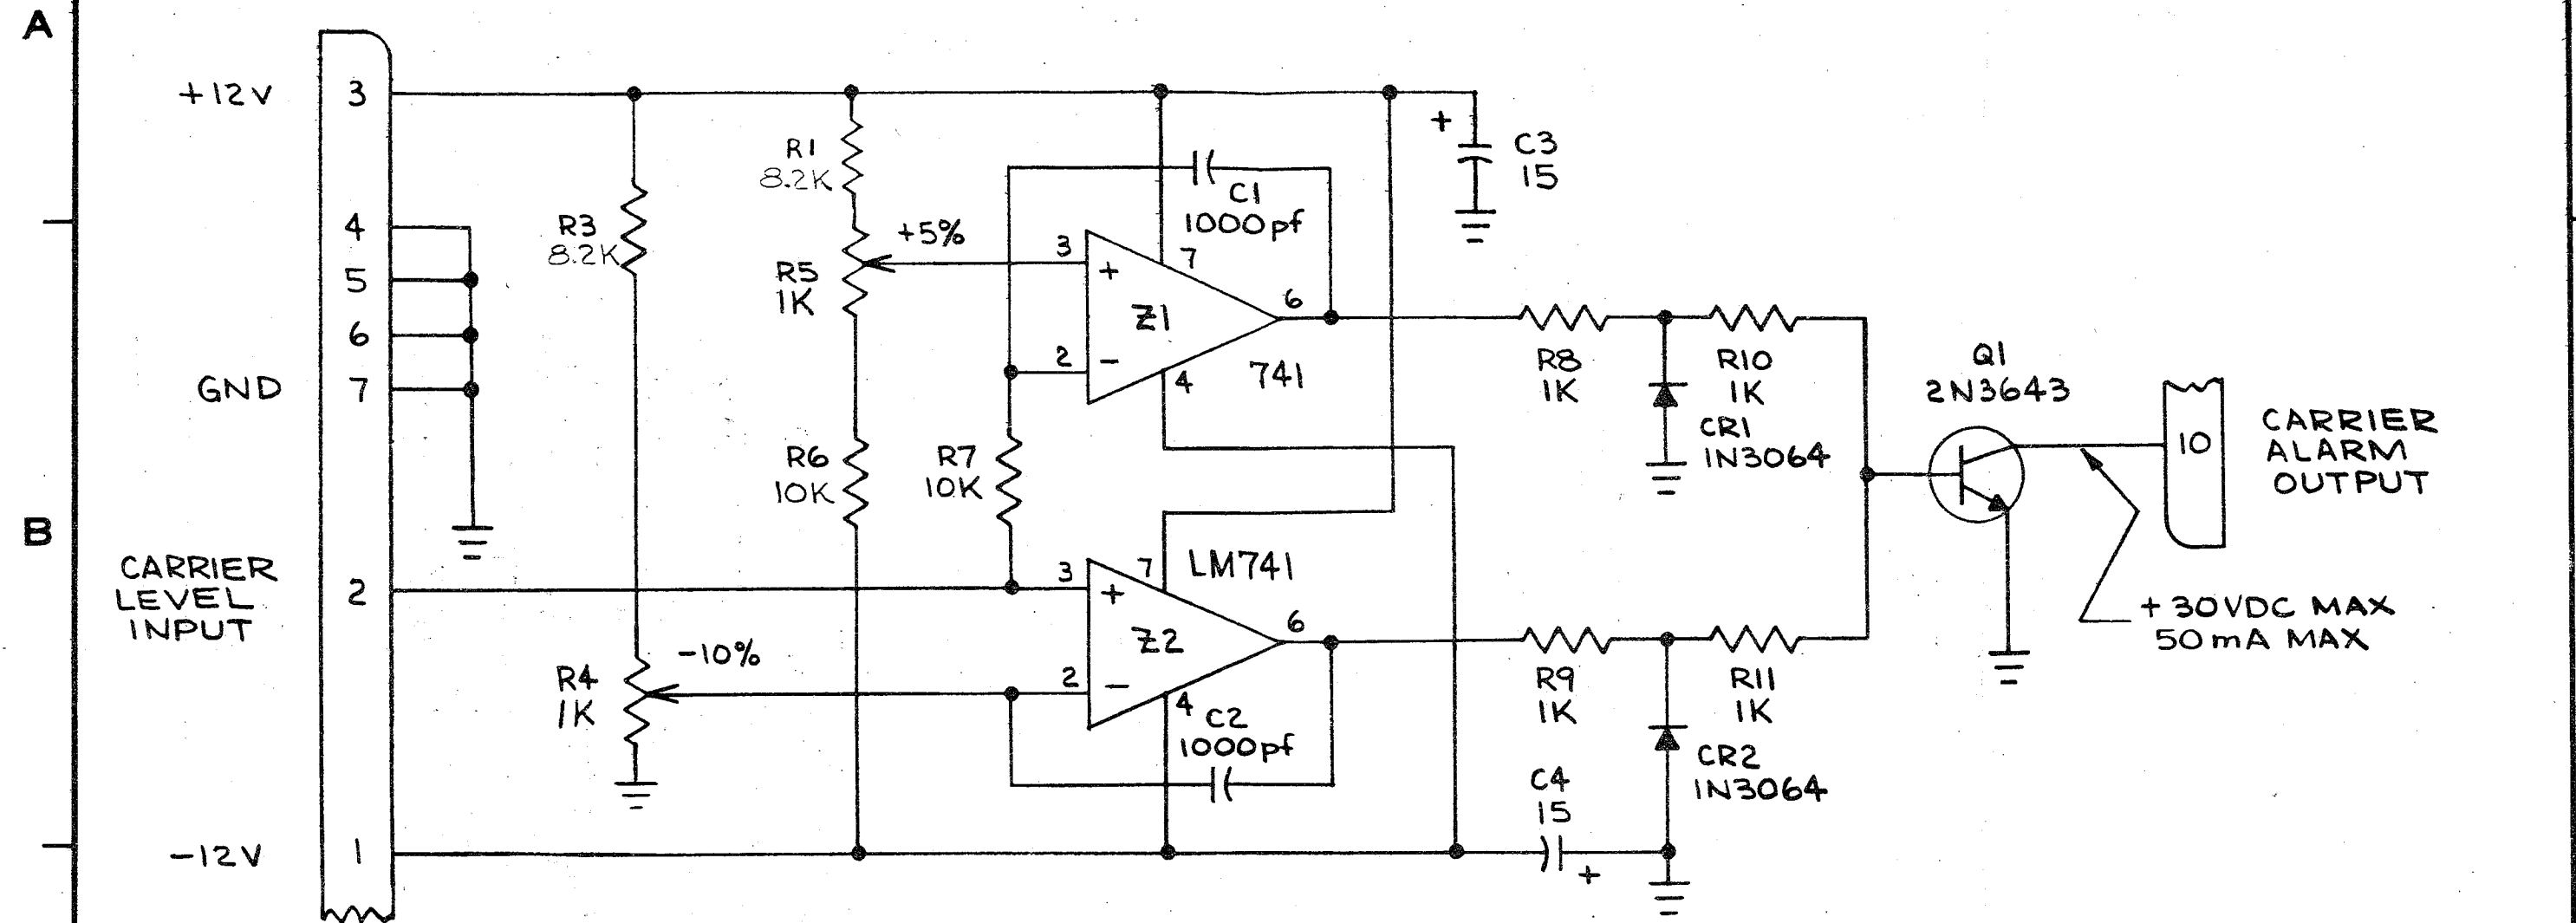 A
+12V
3
R1
8.2K
+
C3
15
C1
1000pf
4
R3
8.2K
+5%
3
7
5
R5
1K
+
Z1
6
6
2
-
4
741
R8
1K
R10
1K
Q1
2N3643
GND
7
CR1
1N3064
CARRIER
ALARM
OUTPUT
10
R6
10K
R7
10K
B
CARRIER
LEVEL
INPUT
2
3
7
LM741
+
Z2
6
+30VDC MAX
50mA MAX
R4
1K
-10%
2
-
4
C2
1000pf
R9
1K
R11
1K
CR2
1N3064
C4
15
+
-12V
1